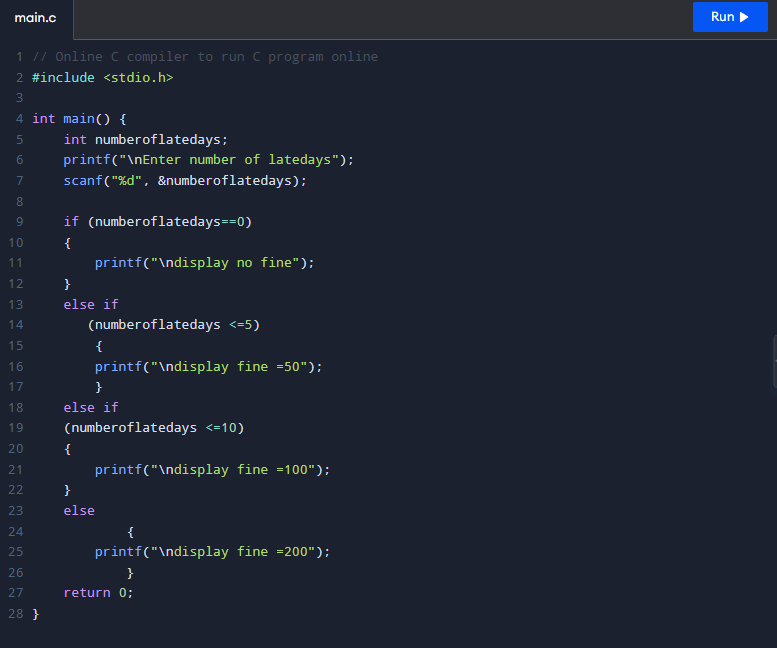 main.c
Run
1 // Online C compiler to run C program online
2 #include <stdio.h>
3
4 int main() {
5     int numberoflatedays;
6     printf("\nEnter number of latedays");
7     scanf("%d", &numberoflatedays);
8
9     if (numberoflatedays==0)
10     {
11         printf("\ndisplay no fine");
12     }
13     else if
14        (numberoflatedays <=5)
15         {
16         printf("\ndisplay fine =50");
17         }
18     else if
19     (numberoflatedays <=10)
20     {
21         printf("\ndisplay fine =100");
22     }
23     else
24             {
25         printf("\ndisplay fine =200");
26             }
27     return 0;
28 }